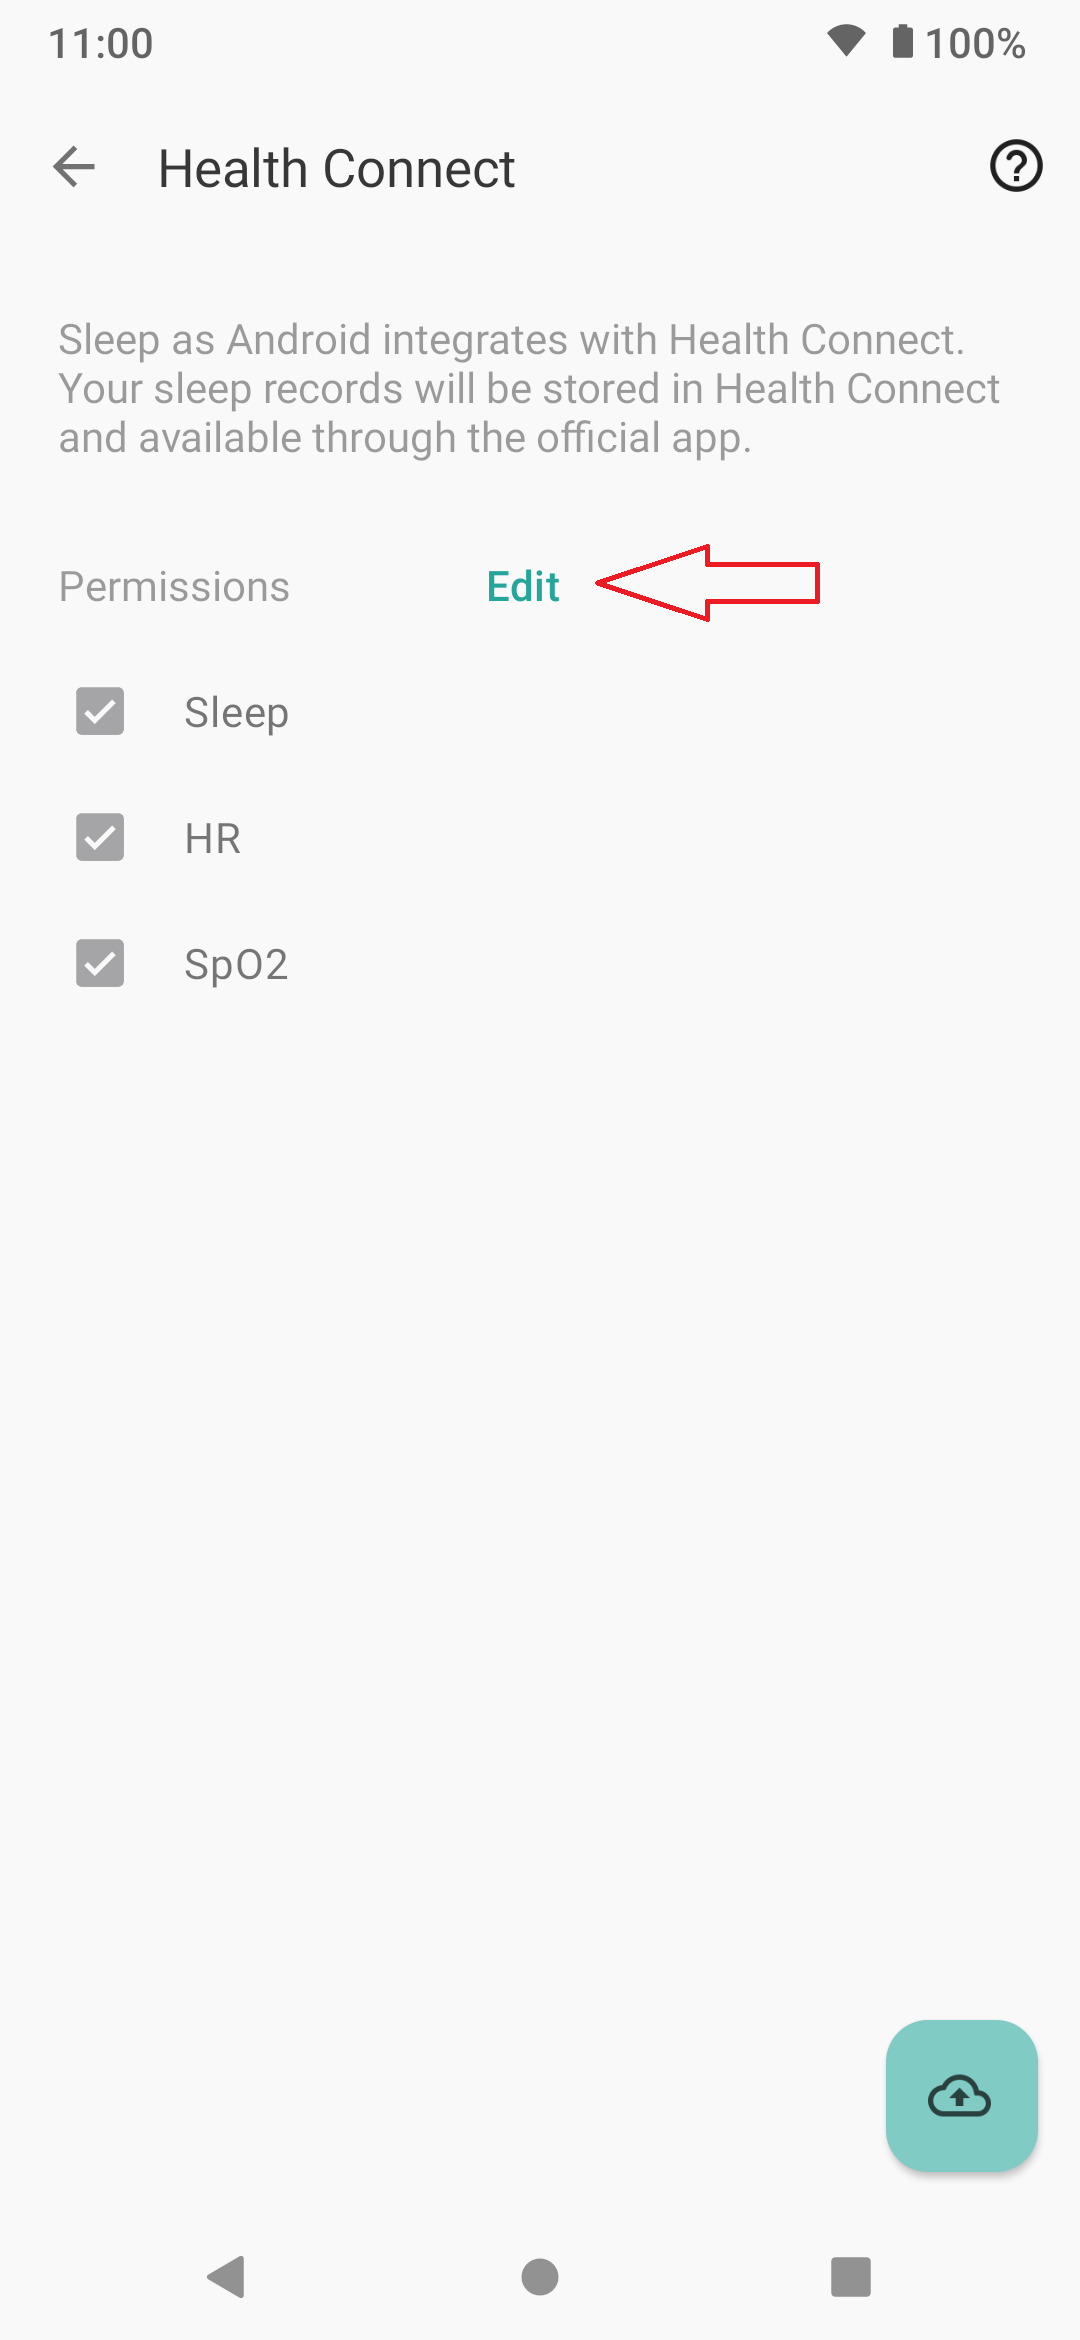 11:00
100%
Health Connect
Sleep as Android integrates with Health Connect.
Your sleep records will be stored in Health Connect
and available through the official app.
Permissions
Edit
Sleep
HR
SpO2